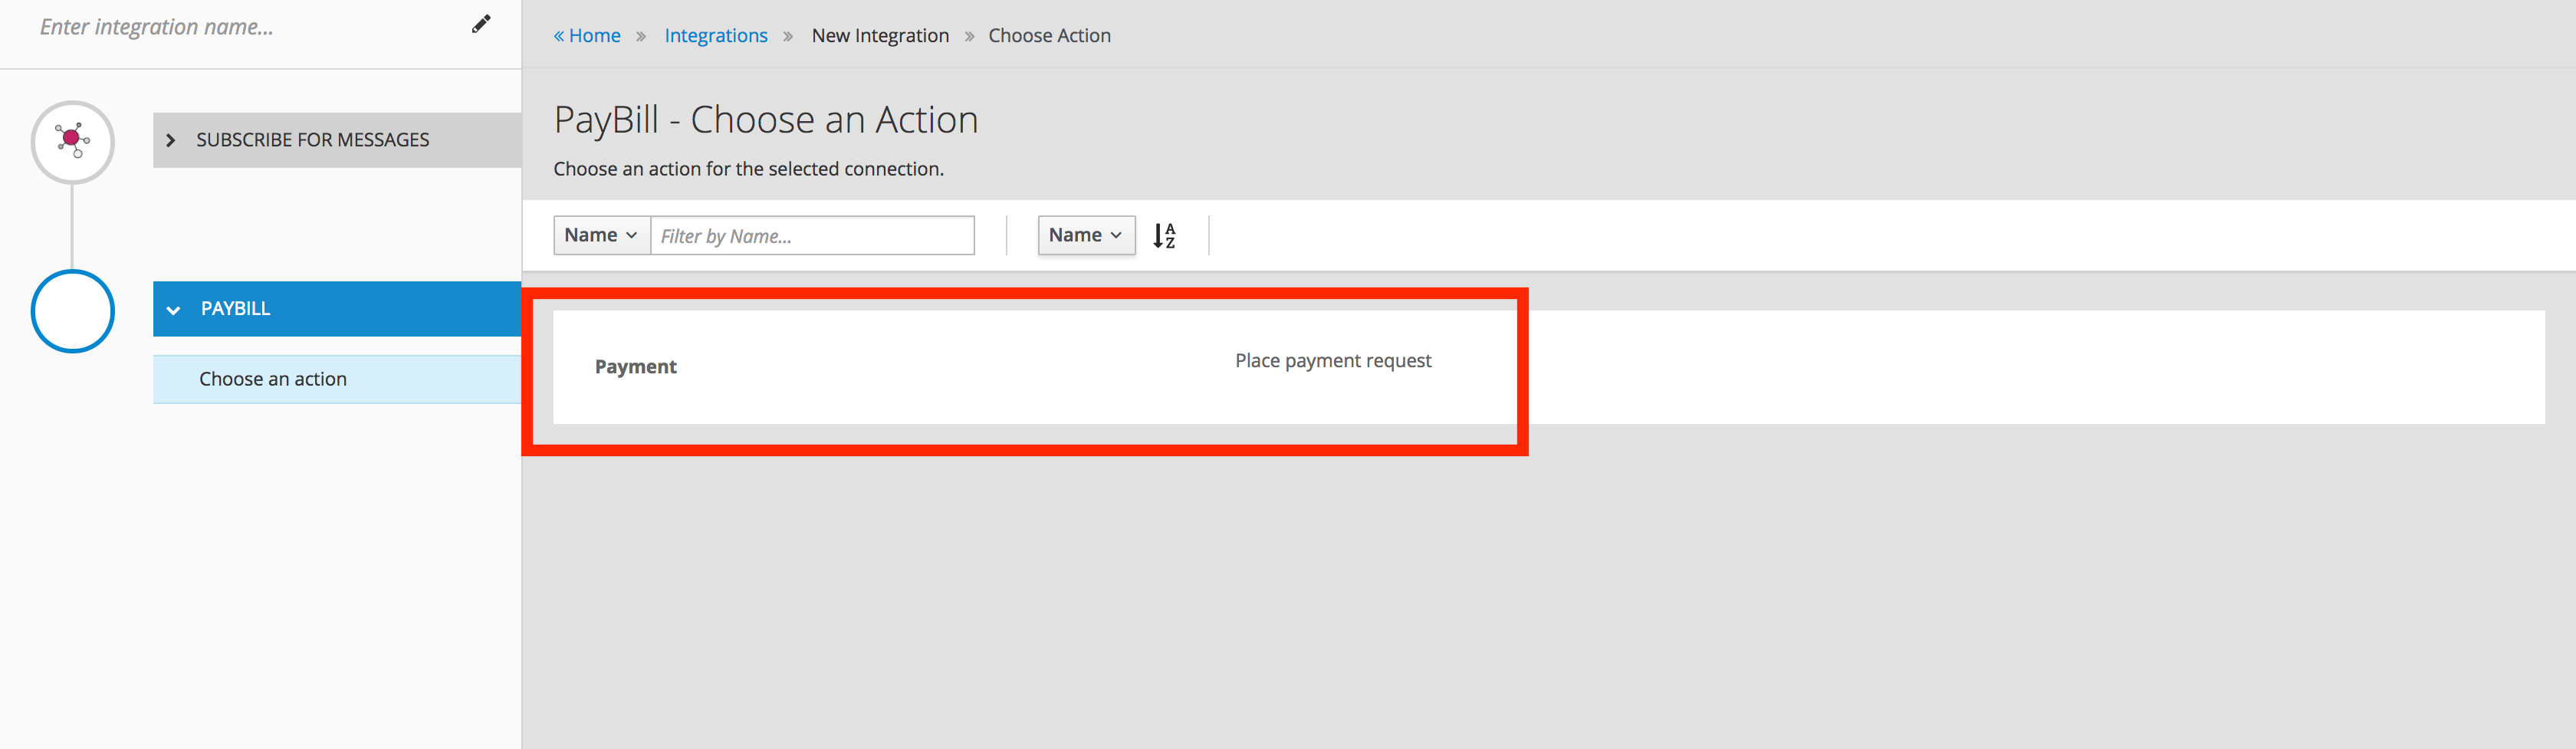 Enter integration name...
SUBSCRIBE FOR MESSAGES
PAYBILL
Choose an action
« Home » Integrations » New Integration » Choose Action
PayBill - Choose an Action
Choose an action for the selected connection.
Name Filter by Name... Name A Z
Payment Place payment request